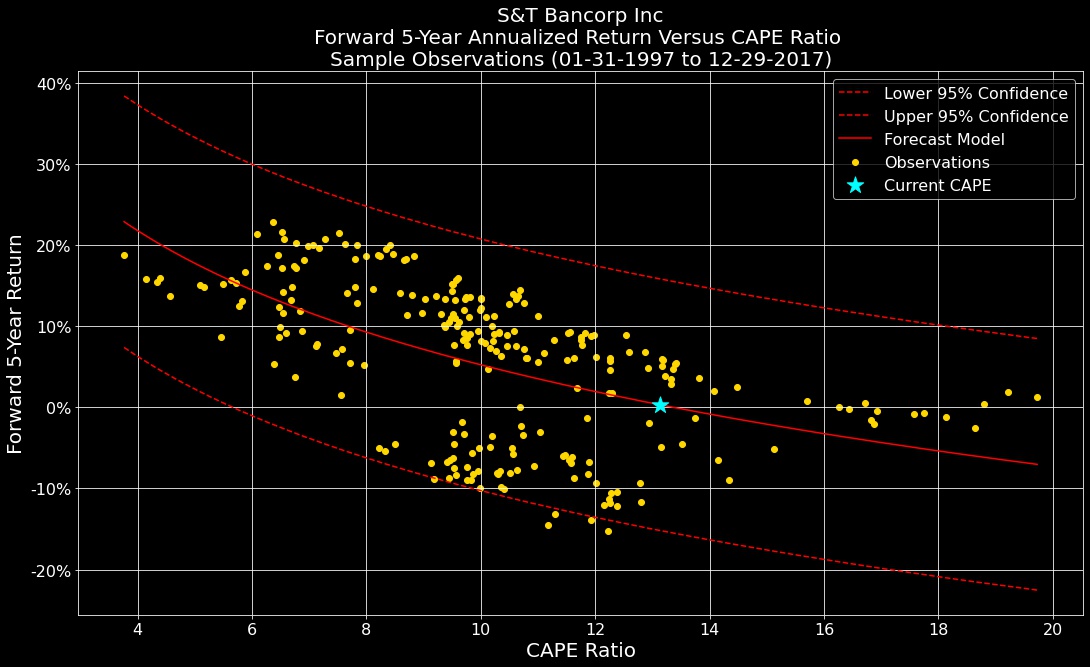 S&T Bancorp Inc
Forward 5-Year Annualized Return Versus CAPE Ratio
Sample Observations (01-31-1997 to 12-29-2017)
Lower 95% Confidence
Upper 95% Confidence
Forecast Model
Observations
Current CAPE
Forward 5-Year Return
40%
30%
20%
10%
0%
-10%
-20%
4 6 8 10 12 14 16 18 20
CAPE Ratio